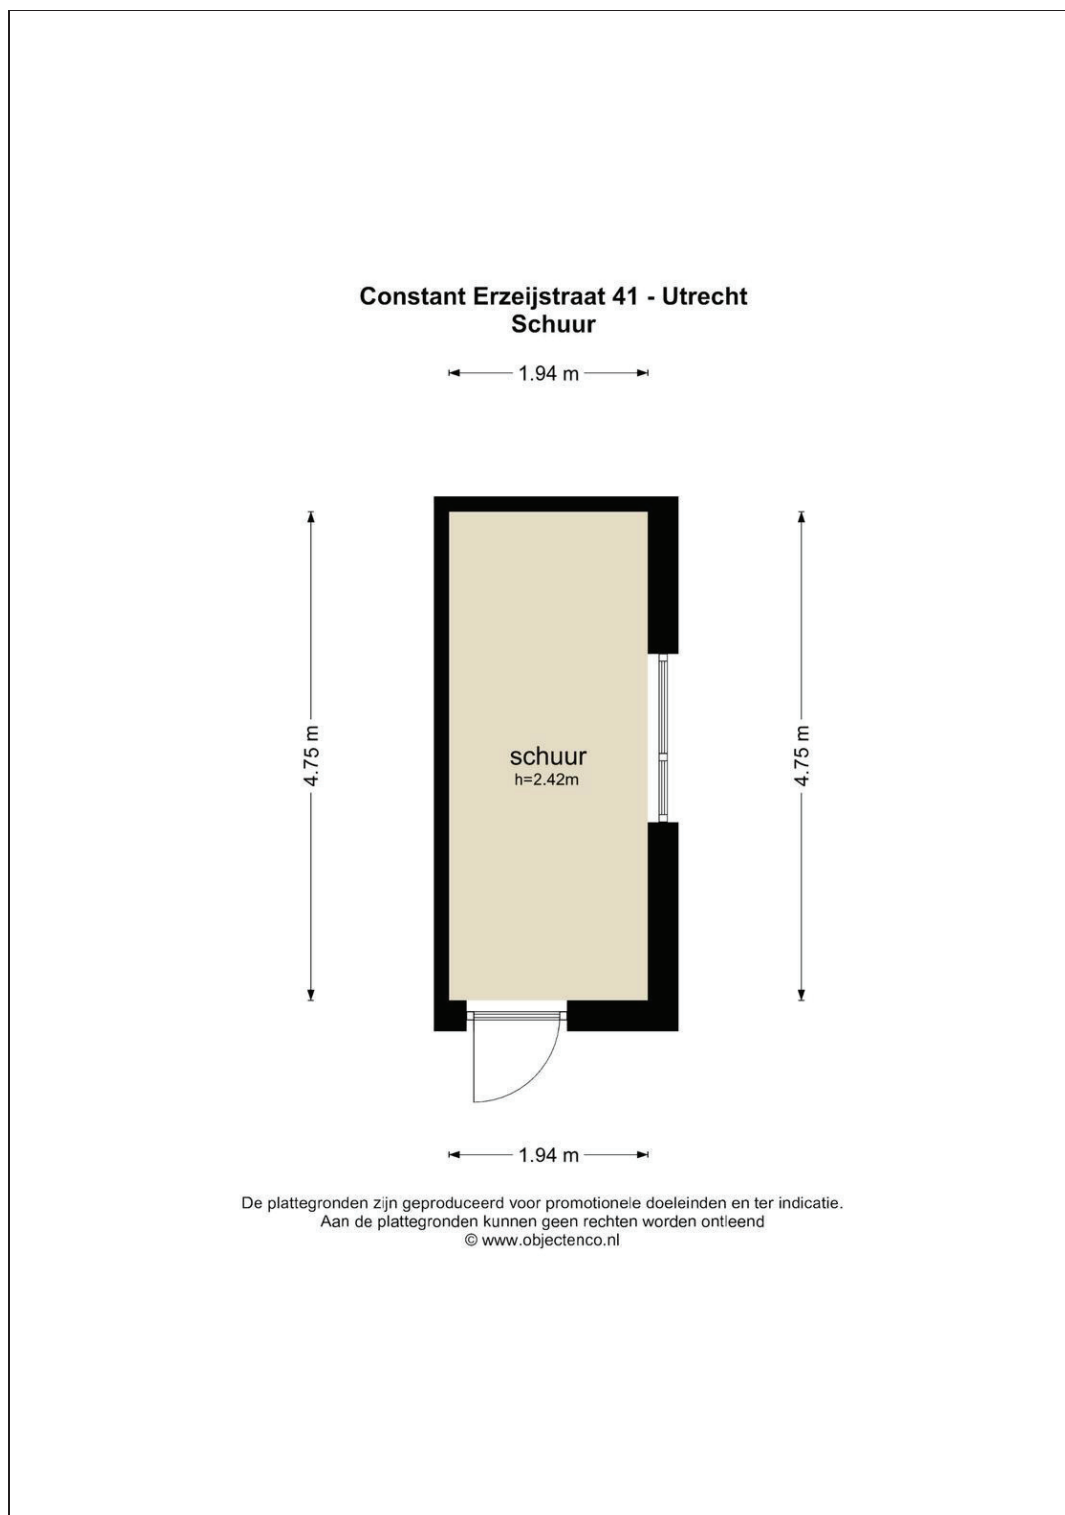 Constant Erzeijstraat 41 - Utrecht
Schuur
1.94 m
4.75 m
4.75 m
schuur
h=2.42m
1.94 m
De plattegronden zijn geproduceerd voor promotionele doeleinden en ter indicatie.
Aan de plattegronden kunnen geen rechten worden ontleend
© www.objectenco.nl